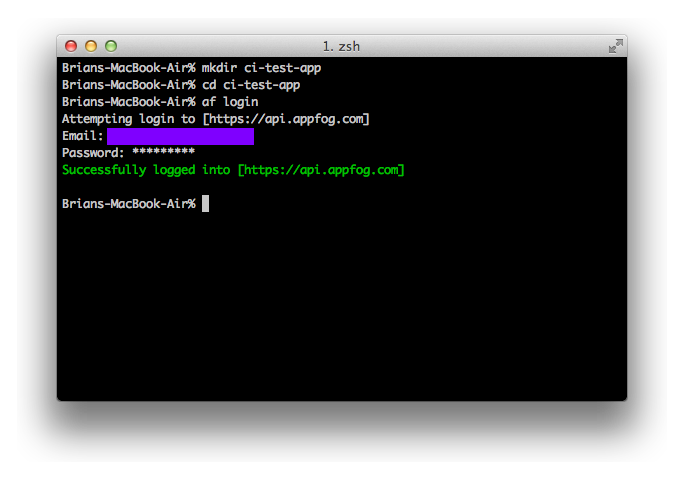 1. zsh
Brians-MacBook-Air% mkdir ci-test-app
Brians-MacBook-Air% cd ci-test-app
Brians-MacBook-Air% af login
Attempting login to [https://api.appfog.com]
Email:
Password: *********
Successfully logged into [https://api.appfog.com]
Brians-MacBook-Air%